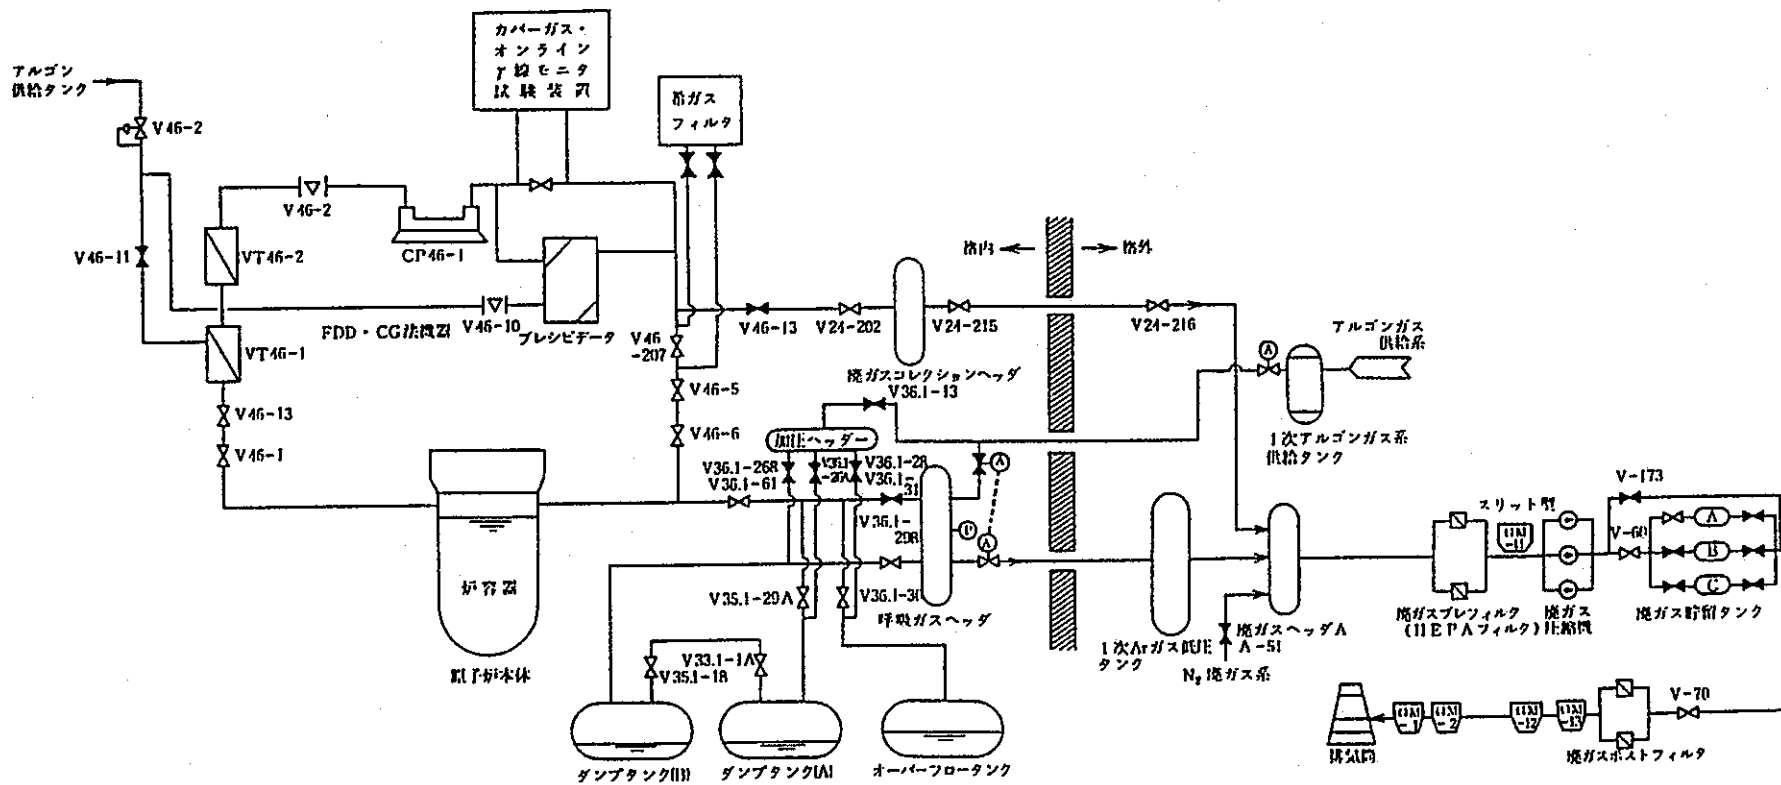 アルゴン
供給タンク
V46-2
カバーガス・
オンライン
γ線モニタ
試験装置
希ガス
フィルタ
V46-2
V46-11
VT46-2
CP46-1
VT46-1
FDD・CG法検器
V46-10
プレシピテータ
V46
-207
V46-13
V24-202
V24-215
格内
格外
V24-216
アルゴンガス
供給系
廃ガスコレクションヘッダ
V36.1-13
V46-5
V46-6
V46-13
V46-1
加圧ヘッダー
V36.1-26B
V36.1-61
V36.1-28
V36.1-
31
A
A
A
P
1次アルゴンガス系
供給タンク
V36.1-
V35.1-29A
V36.1-30
呼吸ガスヘッダ
炉容器
原子炉本体
V33.1-1A
V35.1-18
ダンプタンク(B)
ダンプタンク(A)
オーバーフロータンク
1次Arガス低圧
タンク
廃ガスヘッダA
A-51
N₂廃ガス系
スリット型
V-173
V-60
A
B
C
廃ガスプレフィルタ
(HEPAフィルタ)
廃ガス
圧縮機
廃ガス貯留タンク
V-70
排気筒
廃ガスポストフィルタ